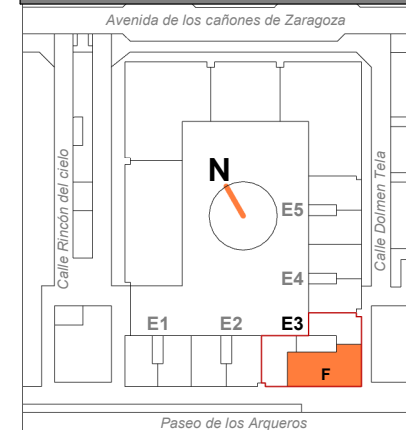 Avenida de los cañones de Zaragoza
Calle Rincón del cielo
Calle Dolmen Tela
N
E5
E4
E1 E2 E3
F
Paseo de los Arqueros